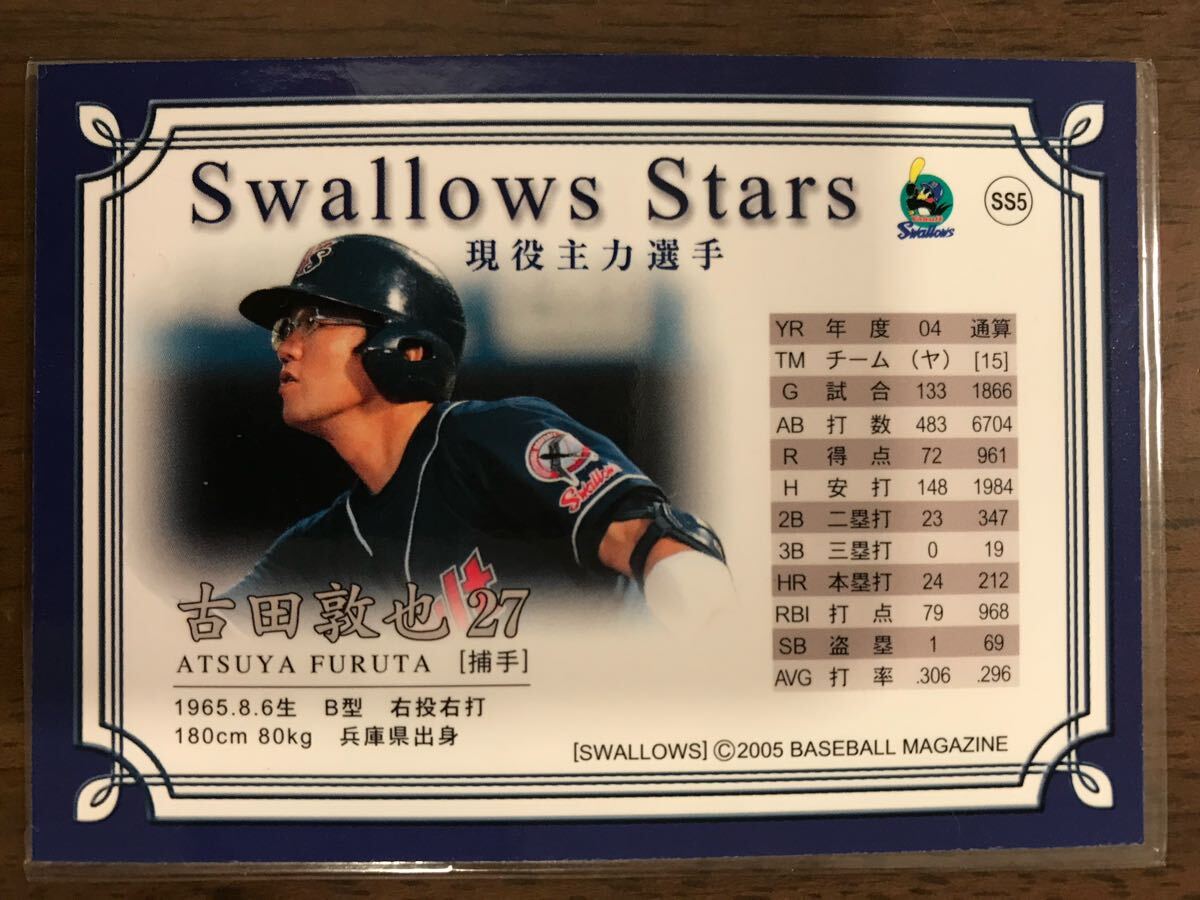 Swallows Stars
現役主力選手
Yakult
Swallows
SS5
Swallows
古田敦也 27
ATSUYA FURUTA [捕手]
1965.8.6生 B型 右投右打
180cm 80kg 兵庫県出身
YR 年度 04 通算
TM チーム (ヤ) [15]
G 試合 133 1866
AB 打数 483 6704
R 得点 72 961
H 安打 148 1984
2B 二塁打 23 347
3B 三塁打 0 19
HR 本塁打 24 212
RBI 打点 79 968
SB 盗塁 1 69
AVG 打率 .306 .296
[SWALLOWS] ©2005 BASEBALL MAGAZINE